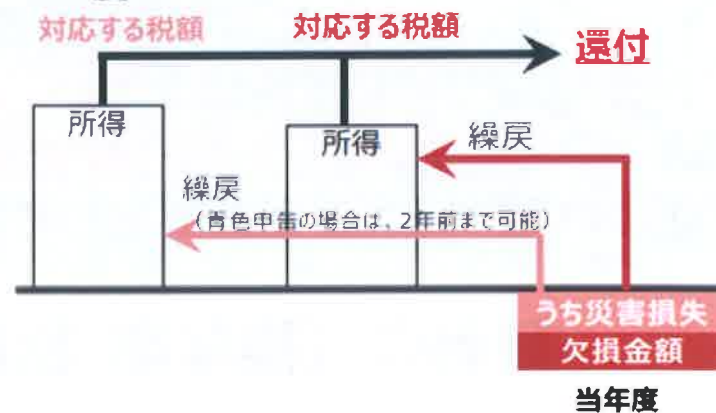 対応する税額
対応する税額
還付
所得
所得
繰戻
繰戻
（青色申告の場合は、2年前まで可能）
うち災害損失
欠損金額
当年度